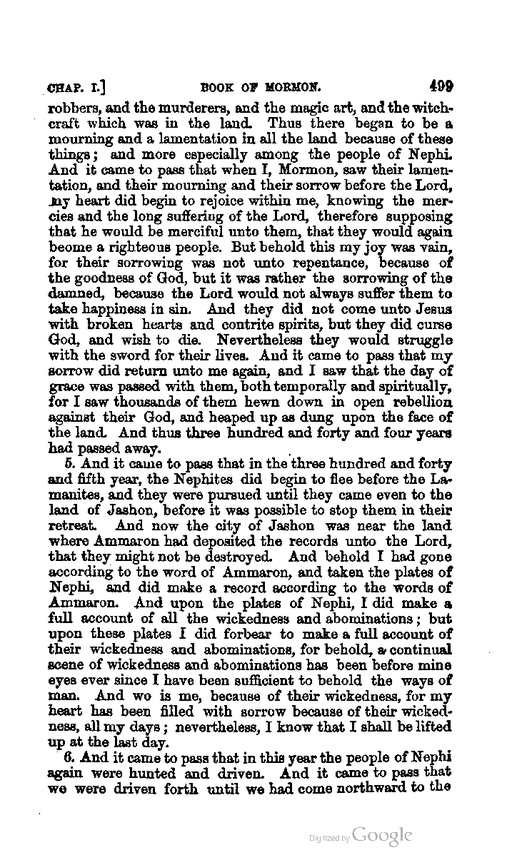 CHAP. I.] BOOK OF MORMON. 499
robbers, and the murderers, and the magic art, and the witch-
craft which was in the land. Thus there began to be a
mourning and a lamentation in all the land because of these
things; and more especially among the people of Nephi.
And it came to pass that when I, Mormon, saw their lamen-
tation, and their mourning and their sorrow before the Lord,
my heart did begin to rejoice within me, knowing the mer-
cies and the long suffering of the Lord, therefore supposing
that he would be merciful unto them, that they would again
beome a righteous people. But behold this my joy was vain,
for their sorrowing was not unto repentance, because of
the goodness of God, but it was rather the sorrowing of the
damned, because the Lord would not always suffer them to
take happiness in sin. And they did not come unto Jesus
with broken hearts and contrite spirits, but they did curse
God, and wish to die. Nevertheless they would struggle
with the sword for their lives. And it came to pass that my
sorrow did return unto me again, and I saw that the day of
grace was passed with them, both temporally and spiritually,
for I saw thousands of them hewn down in open rebellion
against their God, and heaped up as dung upon the face of
the land. And thus three hundred and forty and four years
had passed away.
5. And it came to pass that in the three hundred and forty
and fifth year, the Nephites did begin to flee before the La-
manites, and they were pursued until they came even to the
land of Jashon, before it was possible to stop them in their
retreat. And now the city of Jashon was near the land
where Ammaron had deposited the records unto the Lord,
that they might not be destroyed. And behold I had gone
according to the word of Ammaron, and taken the plates of
Nephi, and did make a record according to the words of
Ammaron. And upon the plates of Nephi, I did make a
full account of all the wickedness and abominations; but
upon these plates I did forbear to make a full account of
their wickedness and abominations, for behold, a continual
scene of wickedness and abominations has been before mine
eyes ever since I have been sufficient to behold the ways of
man. And wo is me, because of their wickedness, for my
heart has been filled with sorrow because of their wicked-
ness, all my days; nevertheless, I know that I shall be lifted
up at the last day.
6. And it came to pass that in this year the people of Nephi
again were hunted and driven. And it came to pass that
we were driven forth until we had come northward to the
Digitized by Google